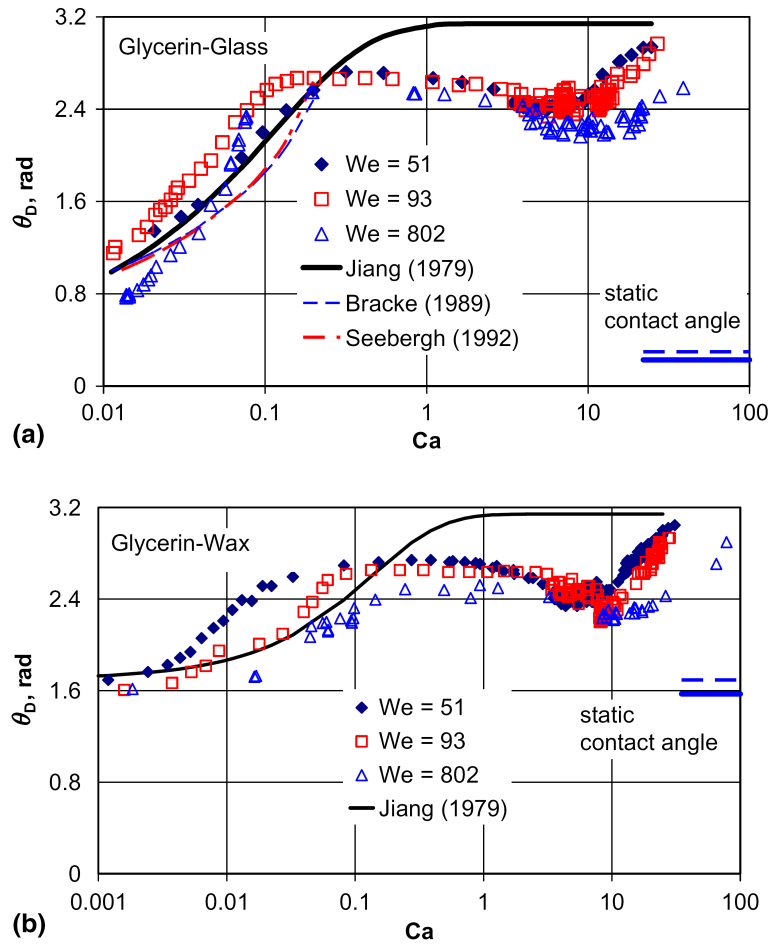 3.2
Glycerin-Glass
2.4
We = 51
We = 93
1.6
We = 802
Jiang (1979)
static
0.8
Bracke (1989)
contact angle
Seebergh (1992)
0
0.01
0.1
1
10
100
θD, rad
(a)
Ca
3.2
Glycerin-Wax
2.4
1.6
We = 51
static
We = 93
contact angle
0.8
We = 802
Jiang (1979)
0
0.001
0.01
0.1
1
10
100
θD, rad
(b)
Ca